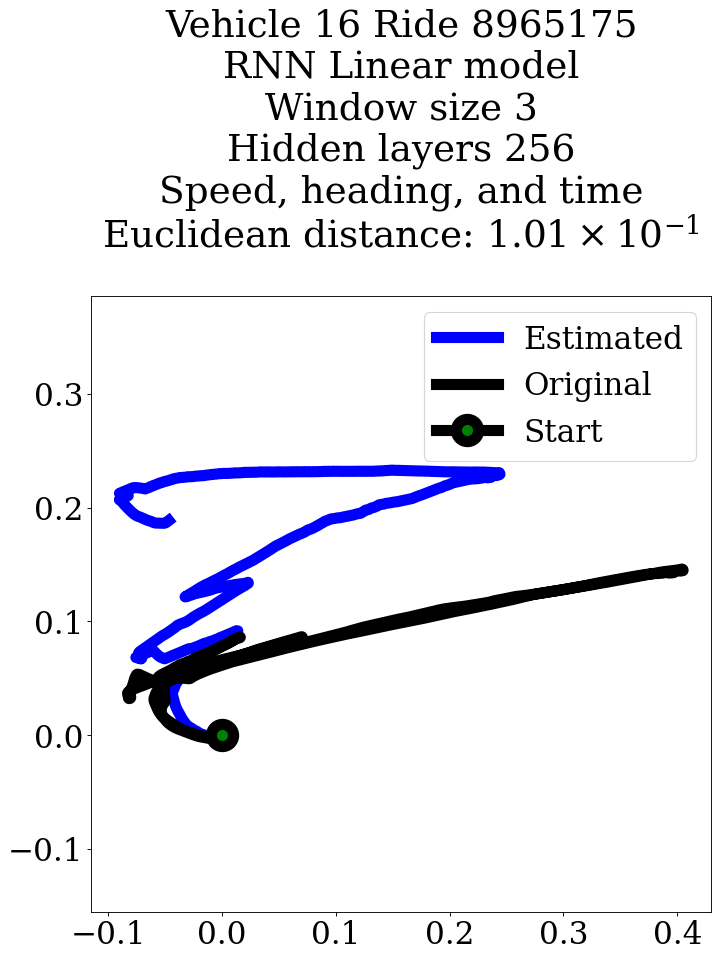 Vehicle 16 Ride 8965175
RNN Linear model
Window size 3
Hidden layers 256
Speed, heading, and time
Euclidean distance: 1.01 × 10⁻¹
Estimated
Original
Start
0.3
0.2
0.1
0.0
−0.1
−0.1 0.0 0.1 0.2 0.3 0.4